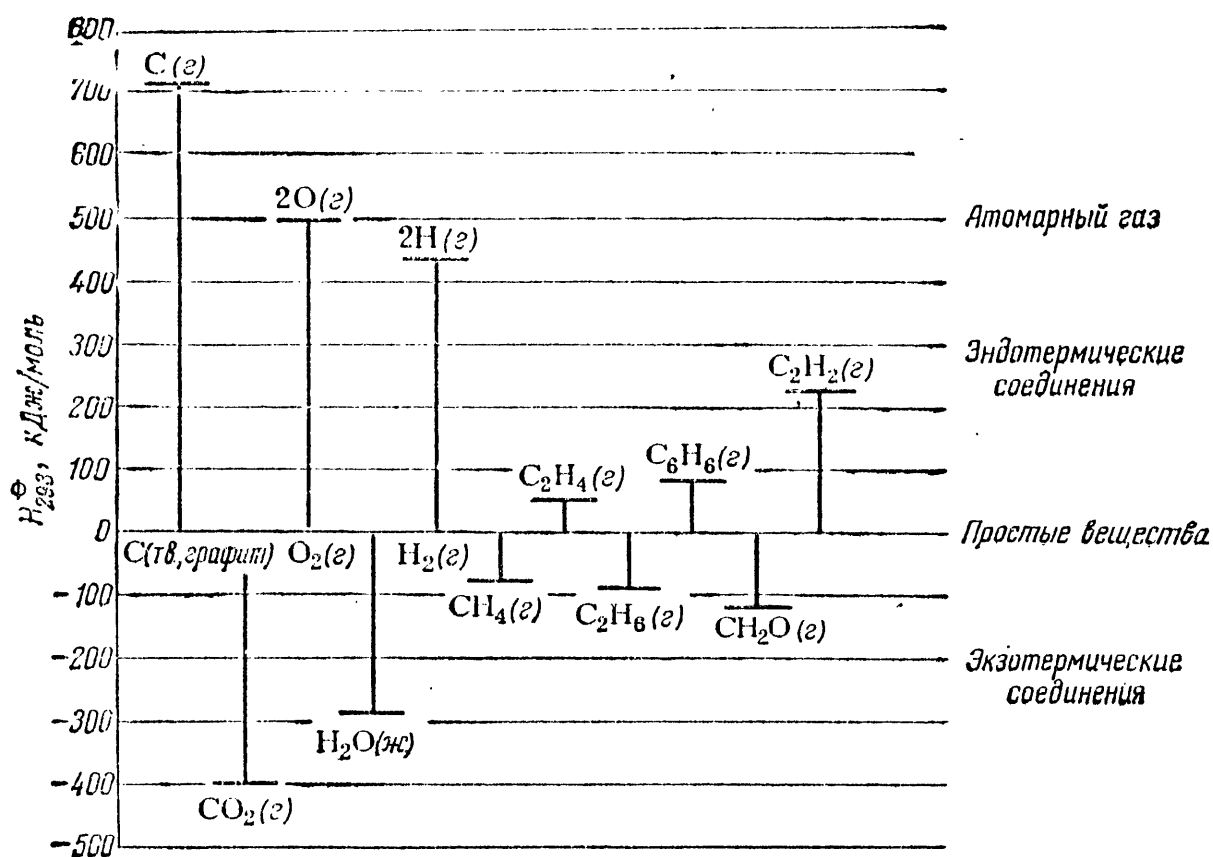 800
C (г)
700
600
2O (г)
500
Атомарный газ
2H (г)
400
300
Эндотермические
соединения
C₂H₂ (г)
200
C₆H₆ (г)
100
C₂H₄ (г)
H⊖293, кДж/моль
0
Простые вещества
C(тв, графит)
O₂ (г)
H₂ (г)
−100
CH₄ (г)
C₂H₆ (г)
CH₂O (г)
−200
Экзотермические
соединения
−300
H₂O (ж)
−400
CO₂ (г)
−500